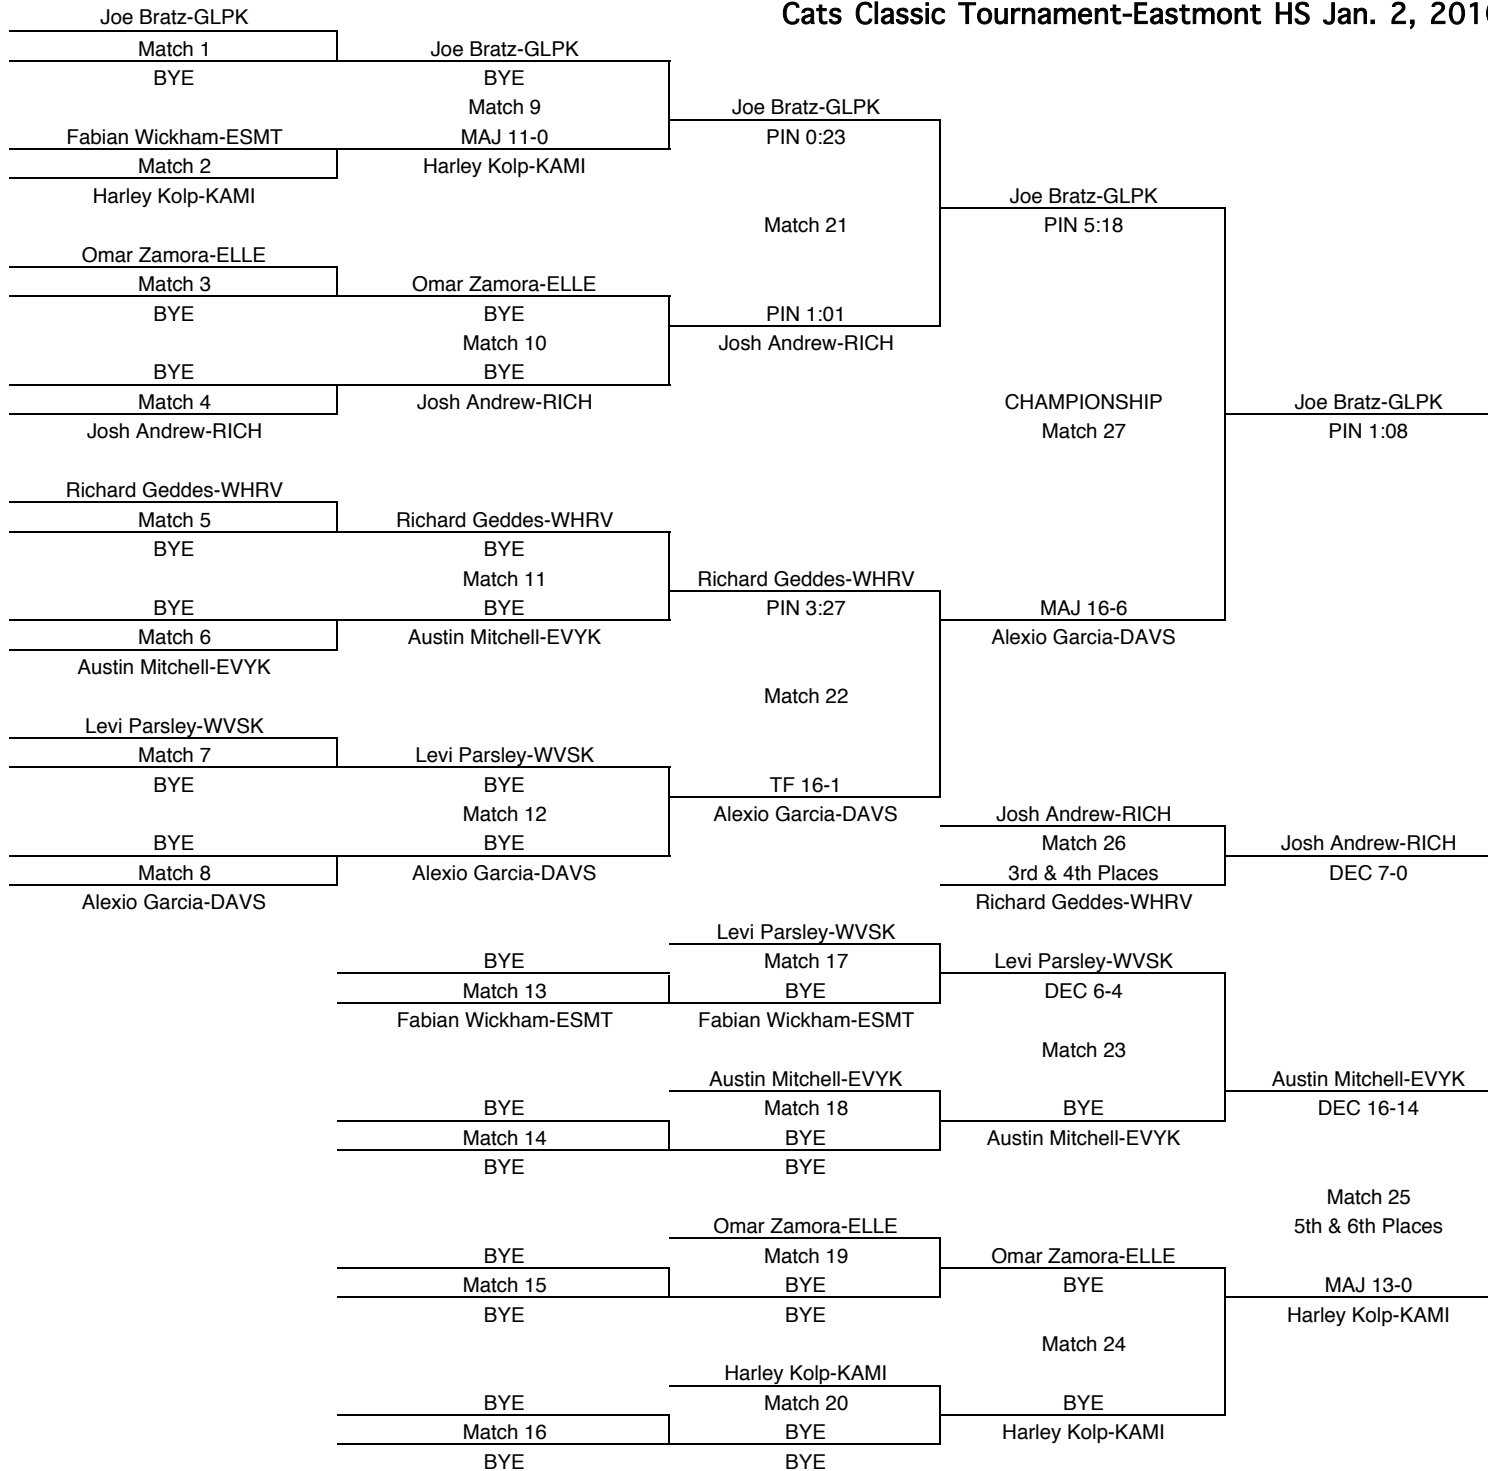 Cats Classic Tournament-Eastmont HS Jan. 2, 201
Joe Bratz-GLPK
Match 1
BYE
Fabian Wickham-ESMT
Match 2
Harley Kolp-KAMI
Omar Zamora-ELLE
Match 3
BYE
BYE
Match 4
Josh Andrew-RICH
Richard Geddes-WHRV
Match 5
BYE
BYE
Match 6
Austin Mitchell-EVYK
Levi Parsley-WVSK
Match 7
BYE
BYE
Match 8
Alexio Garcia-DAVS
Joe Bratz-GLPK
BYE
Match 9
MAJ 11-0
Harley Kolp-KAMI
Omar Zamora-ELLE
BYE
Match 10
BYE
Josh Andrew-RICH
Richard Geddes-WHRV
BYE
Match 11
BYE
Austin Mitchell-EVYK
Levi Parsley-WVSK
BYE
Match 12
BYE
Alexio Garcia-DAVS
Joe Bratz-GLPK
PIN 0:23
Match 21
PIN 1:01
Josh Andrew-RICH
Richard Geddes-WHRV
PIN 3:27
Match 22
TF 16-1
Alexio Garcia-DAVS
Joe Bratz-GLPK
PIN 5:18
CHAMPIONSHIP
Match 27
MAJ 16-6
Alexio Garcia-DAVS
Joe Bratz-GLPK
PIN 1:08
Josh Andrew-RICH
Match 26
3rd & 4th Places
Richard Geddes-WHRV
Josh Andrew-RICH
DEC 7-0
BYE
Match 13
Fabian Wickham-ESMT
BYE
Match 14
BYE
BYE
Match 15
BYE
BYE
Match 16
BYE
Levi Parsley-WVSK
Match 17
BYE
Fabian Wickham-ESMT
Austin Mitchell-EVYK
Match 18
BYE
BYE
Omar Zamora-ELLE
Match 19
BYE
BYE
Harley Kolp-KAMI
Match 20
BYE
BYE
Levi Parsley-WVSK
DEC 6-4
Match 23
BYE
Austin Mitchell-EVYK
Omar Zamora-ELLE
BYE
Match 24
BYE
Harley Kolp-KAMI
Austin Mitchell-EVYK
DEC 16-14
Match 25
5th & 6th Places
MAJ 13-0
Harley Kolp-KAMI